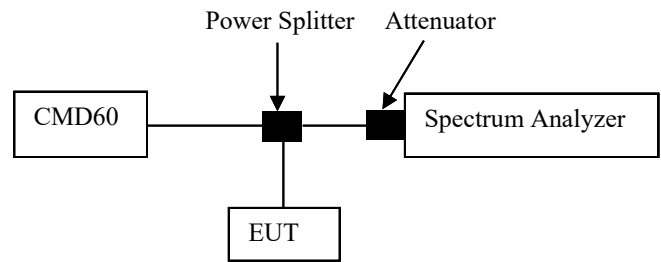 Power Splitter
Attenuator
CMD60
Spectrum Analyzer
EUT